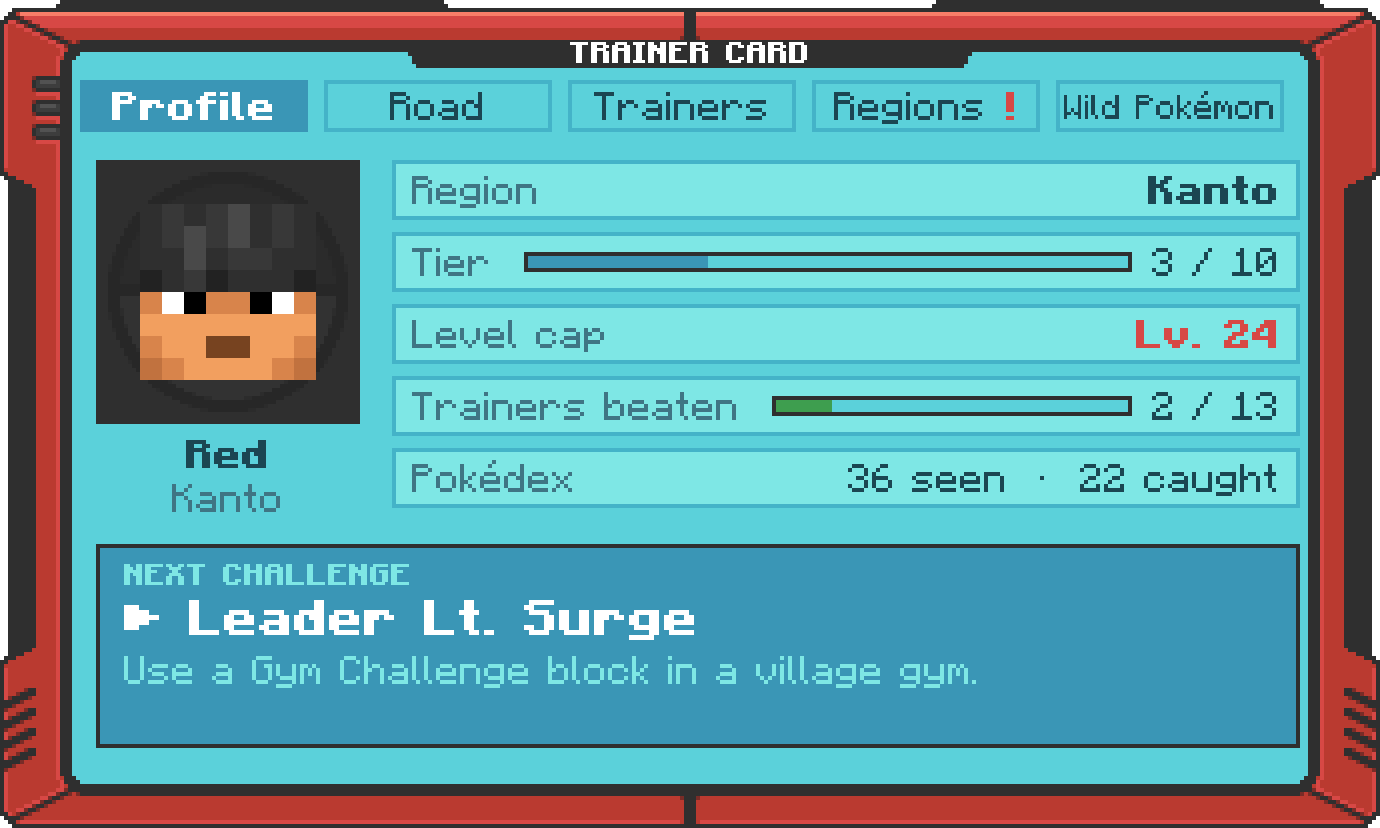 TRAINER CARD
Profile
Road
Trainers
Regions !
Wild Pokémon
Region
Kanto
Tier
3 / 10
Level cap
Lv. 24
Trainers beaten
2 / 13
Pokédex
36 seen · 22 caught
Red
Kanto
NEXT CHALLENGE
► Leader Lt. Surge
Use a Gym Challenge block in a village gym.